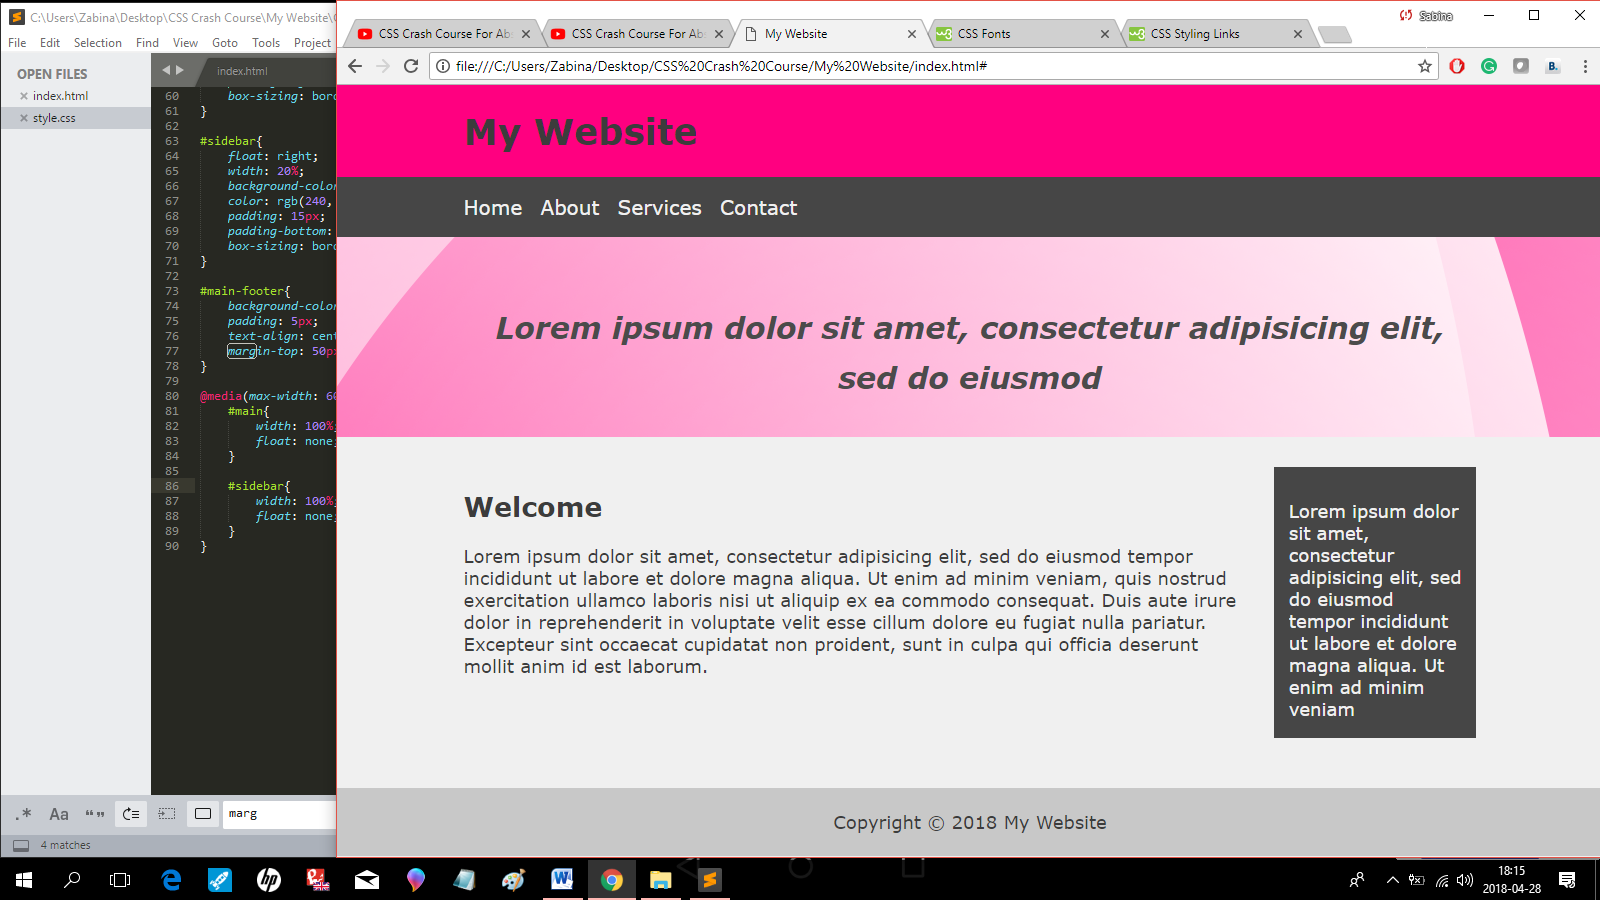 C:\Users\Zabina\Desktop\CSS Crash Course\My Website\
File Edit Selection Find View Goto Tools Project
OPEN FILES
index.html
style.css
index.html
60 box-sizing: bor
61 }
62
63 #sidebar{
64 float: right;
65 width: 20%;
66 background-color
67 color: rgb(240,
68 padding: 15px;
69 padding-bottom:
70 box-sizing: bor
71 }
72
73 #main-footer{
74 background-color
75 padding: 5px;
76 text-align: cent
77 margin-top: 50px
78 }
79
80 @media(max-width: 60
81 #main{
82 width: 100%;
83 float: none;
84 }
85
86 #sidebar{
87 width: 100%;
88 float: none;
89 }
90 }
.* Aa “” marg
4 matches
Sabina
CSS Crash Course For Abs
CSS Crash Course For Abs
My Website
CSS Fonts
CSS Styling Links
file:///C:/Users/Zabina/Desktop/CSS%20Crash%20Course/My%20Website/index.html#
My Website
Home About Services Contact
Lorem ipsum dolor sit amet, consectetur adipisicing elit,
sed do eiusmod
Welcome
Lorem ipsum dolor sit amet, consectetur adipisicing elit, sed do eiusmod tempor
incididunt ut labore et dolore magna aliqua. Ut enim ad minim veniam, quis nostrud
exercitation ullamco laboris nisi ut aliquip ex ea commodo consequat. Duis aute irure
dolor in reprehenderit in voluptate velit esse cillum dolore eu fugiat nulla pariatur.
Excepteur sint occaecat cupidatat non proident, sunt in culpa qui officia deserunt
mollit anim id est laborum.
Lorem ipsum dolor
sit amet,
consectetur
adipisicing elit, sed
do eiusmod
tempor incididunt
ut labore et dolore
magna aliqua. Ut
enim ad minim
veniam
Copyright © 2018 My Website
18:15
2018-04-28